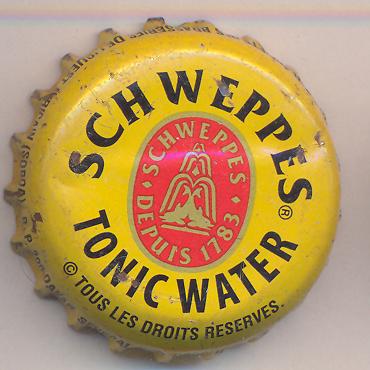 SCHWEPPES®
SCHWEPPES
DEPUIS 1783
TONIC WATER
© TOUS LES DROITS RESERVES.